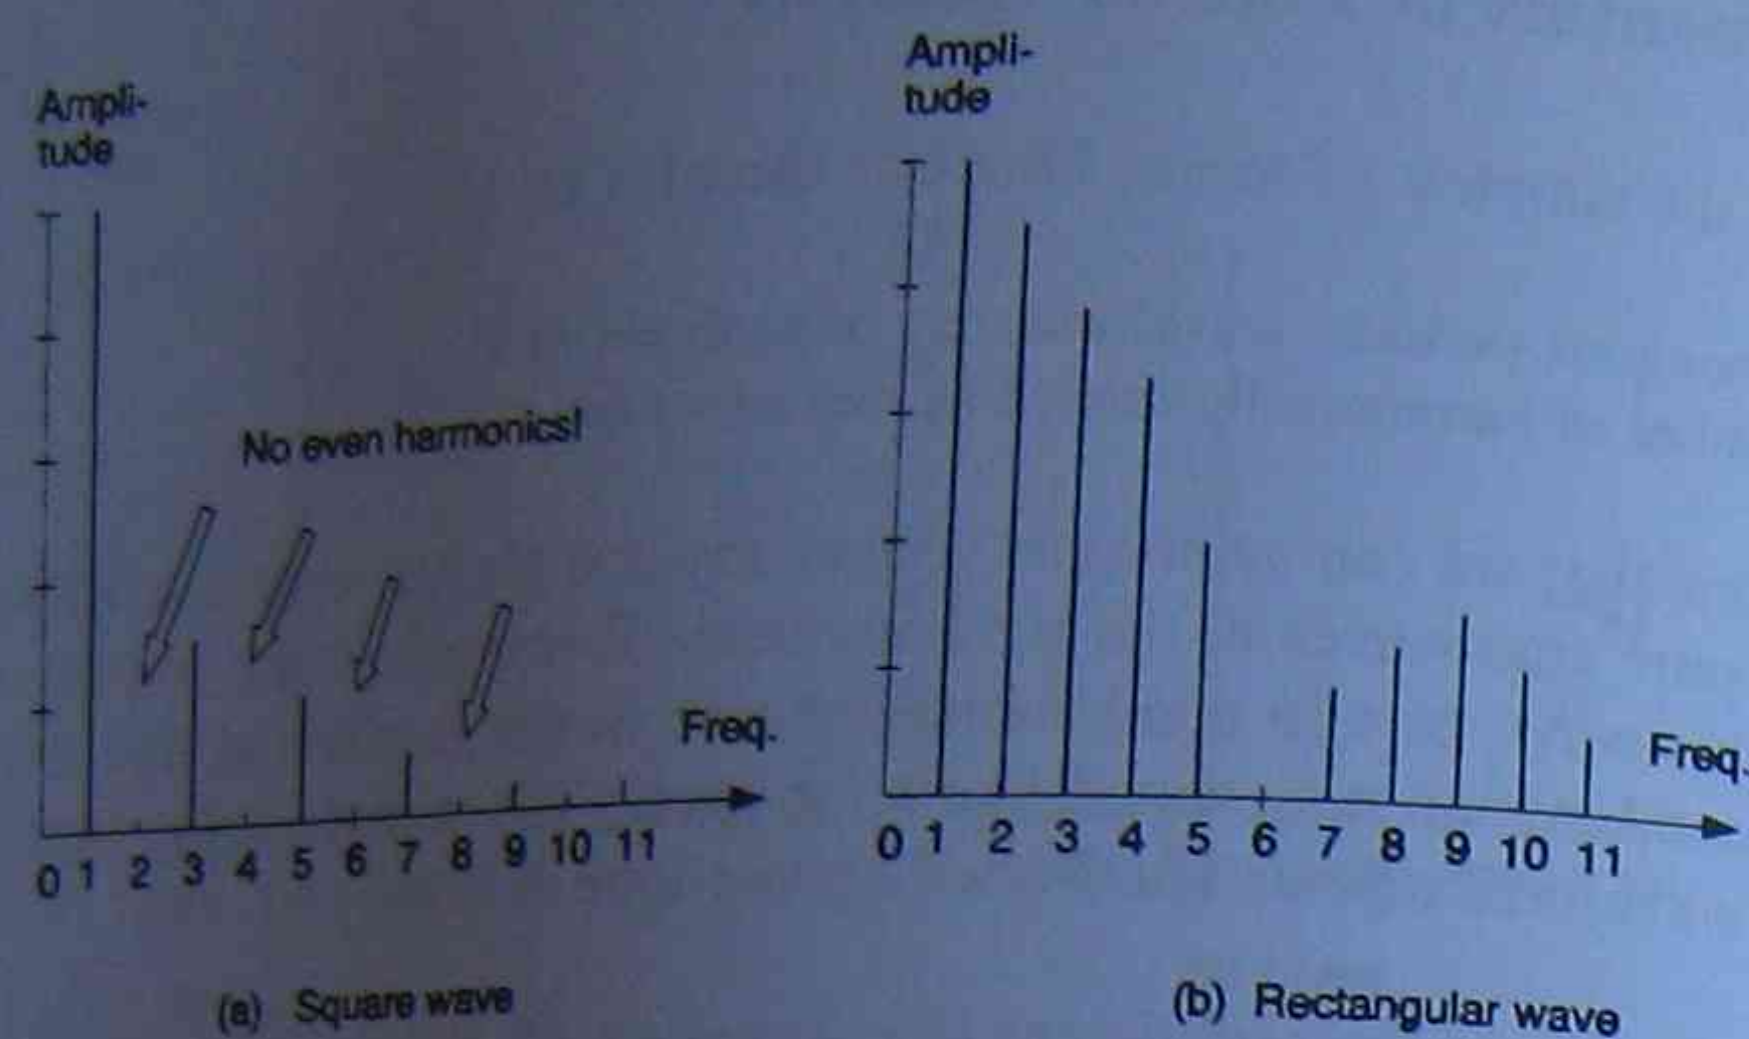 Ampli-
tude
No even harmonics!
Freq.
0 1 2 3 4 5 6 7 8 9 10 11
(a) Square wave
Ampli-
tude
Freq.
0 1 2 3 4 5 6 7 8 9 10 11
(b) Rectangular wave